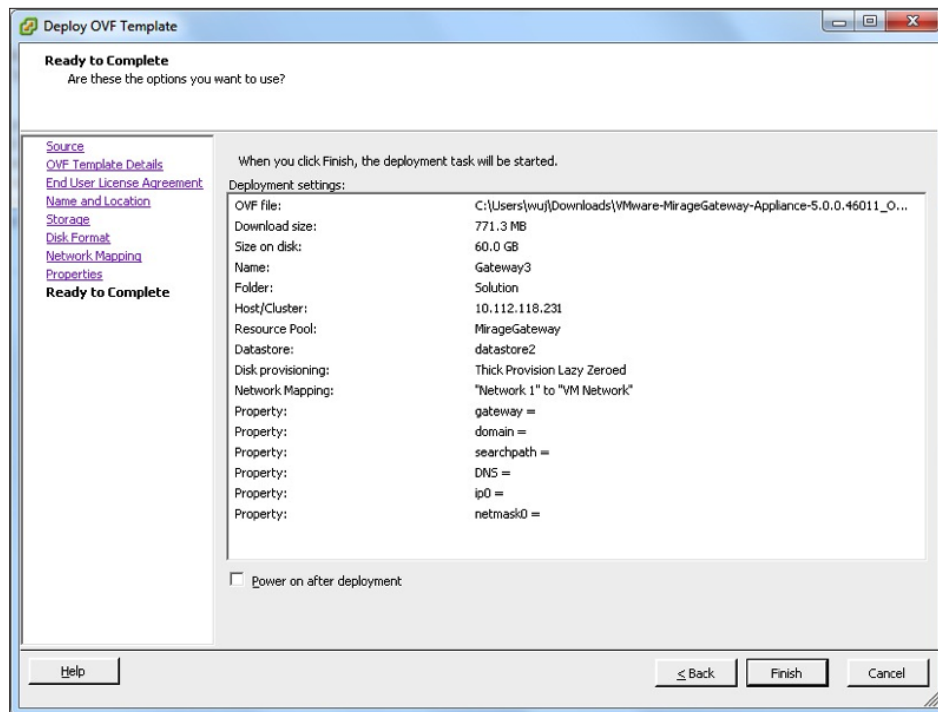 Deploy OVF Template
Ready to Complete
Are these the options you want to use?
Source
OVF Template Details
End User License Agreement
Name and Location
Storage
Disk Format
Network Mapping
Properties
Ready to Complete
When you click Finish, the deployment task will be started.
Deployment settings:
OVF file: C:\Users\wuj\Downloads\VMware-MirageGateway-Appliance-5.0.0.46011_O...
Download size: 771.3 MB
Size on disk: 60.0 GB
Name: Gateway3
Folder: Solution
Host/Cluster: 10.112.118.231
Resource Pool: MirageGateway
Datastore: datastore2
Disk provisioning: Thick Provision Lazy Zeroed
Network Mapping: "Network 1" to "VM Network"
Property: gateway =
Property: domain =
Property: searchpath =
Property: DNS =
Property: ip0 =
Property: netmask0 =
Power on after deployment
Help
< Back
Finish
Cancel